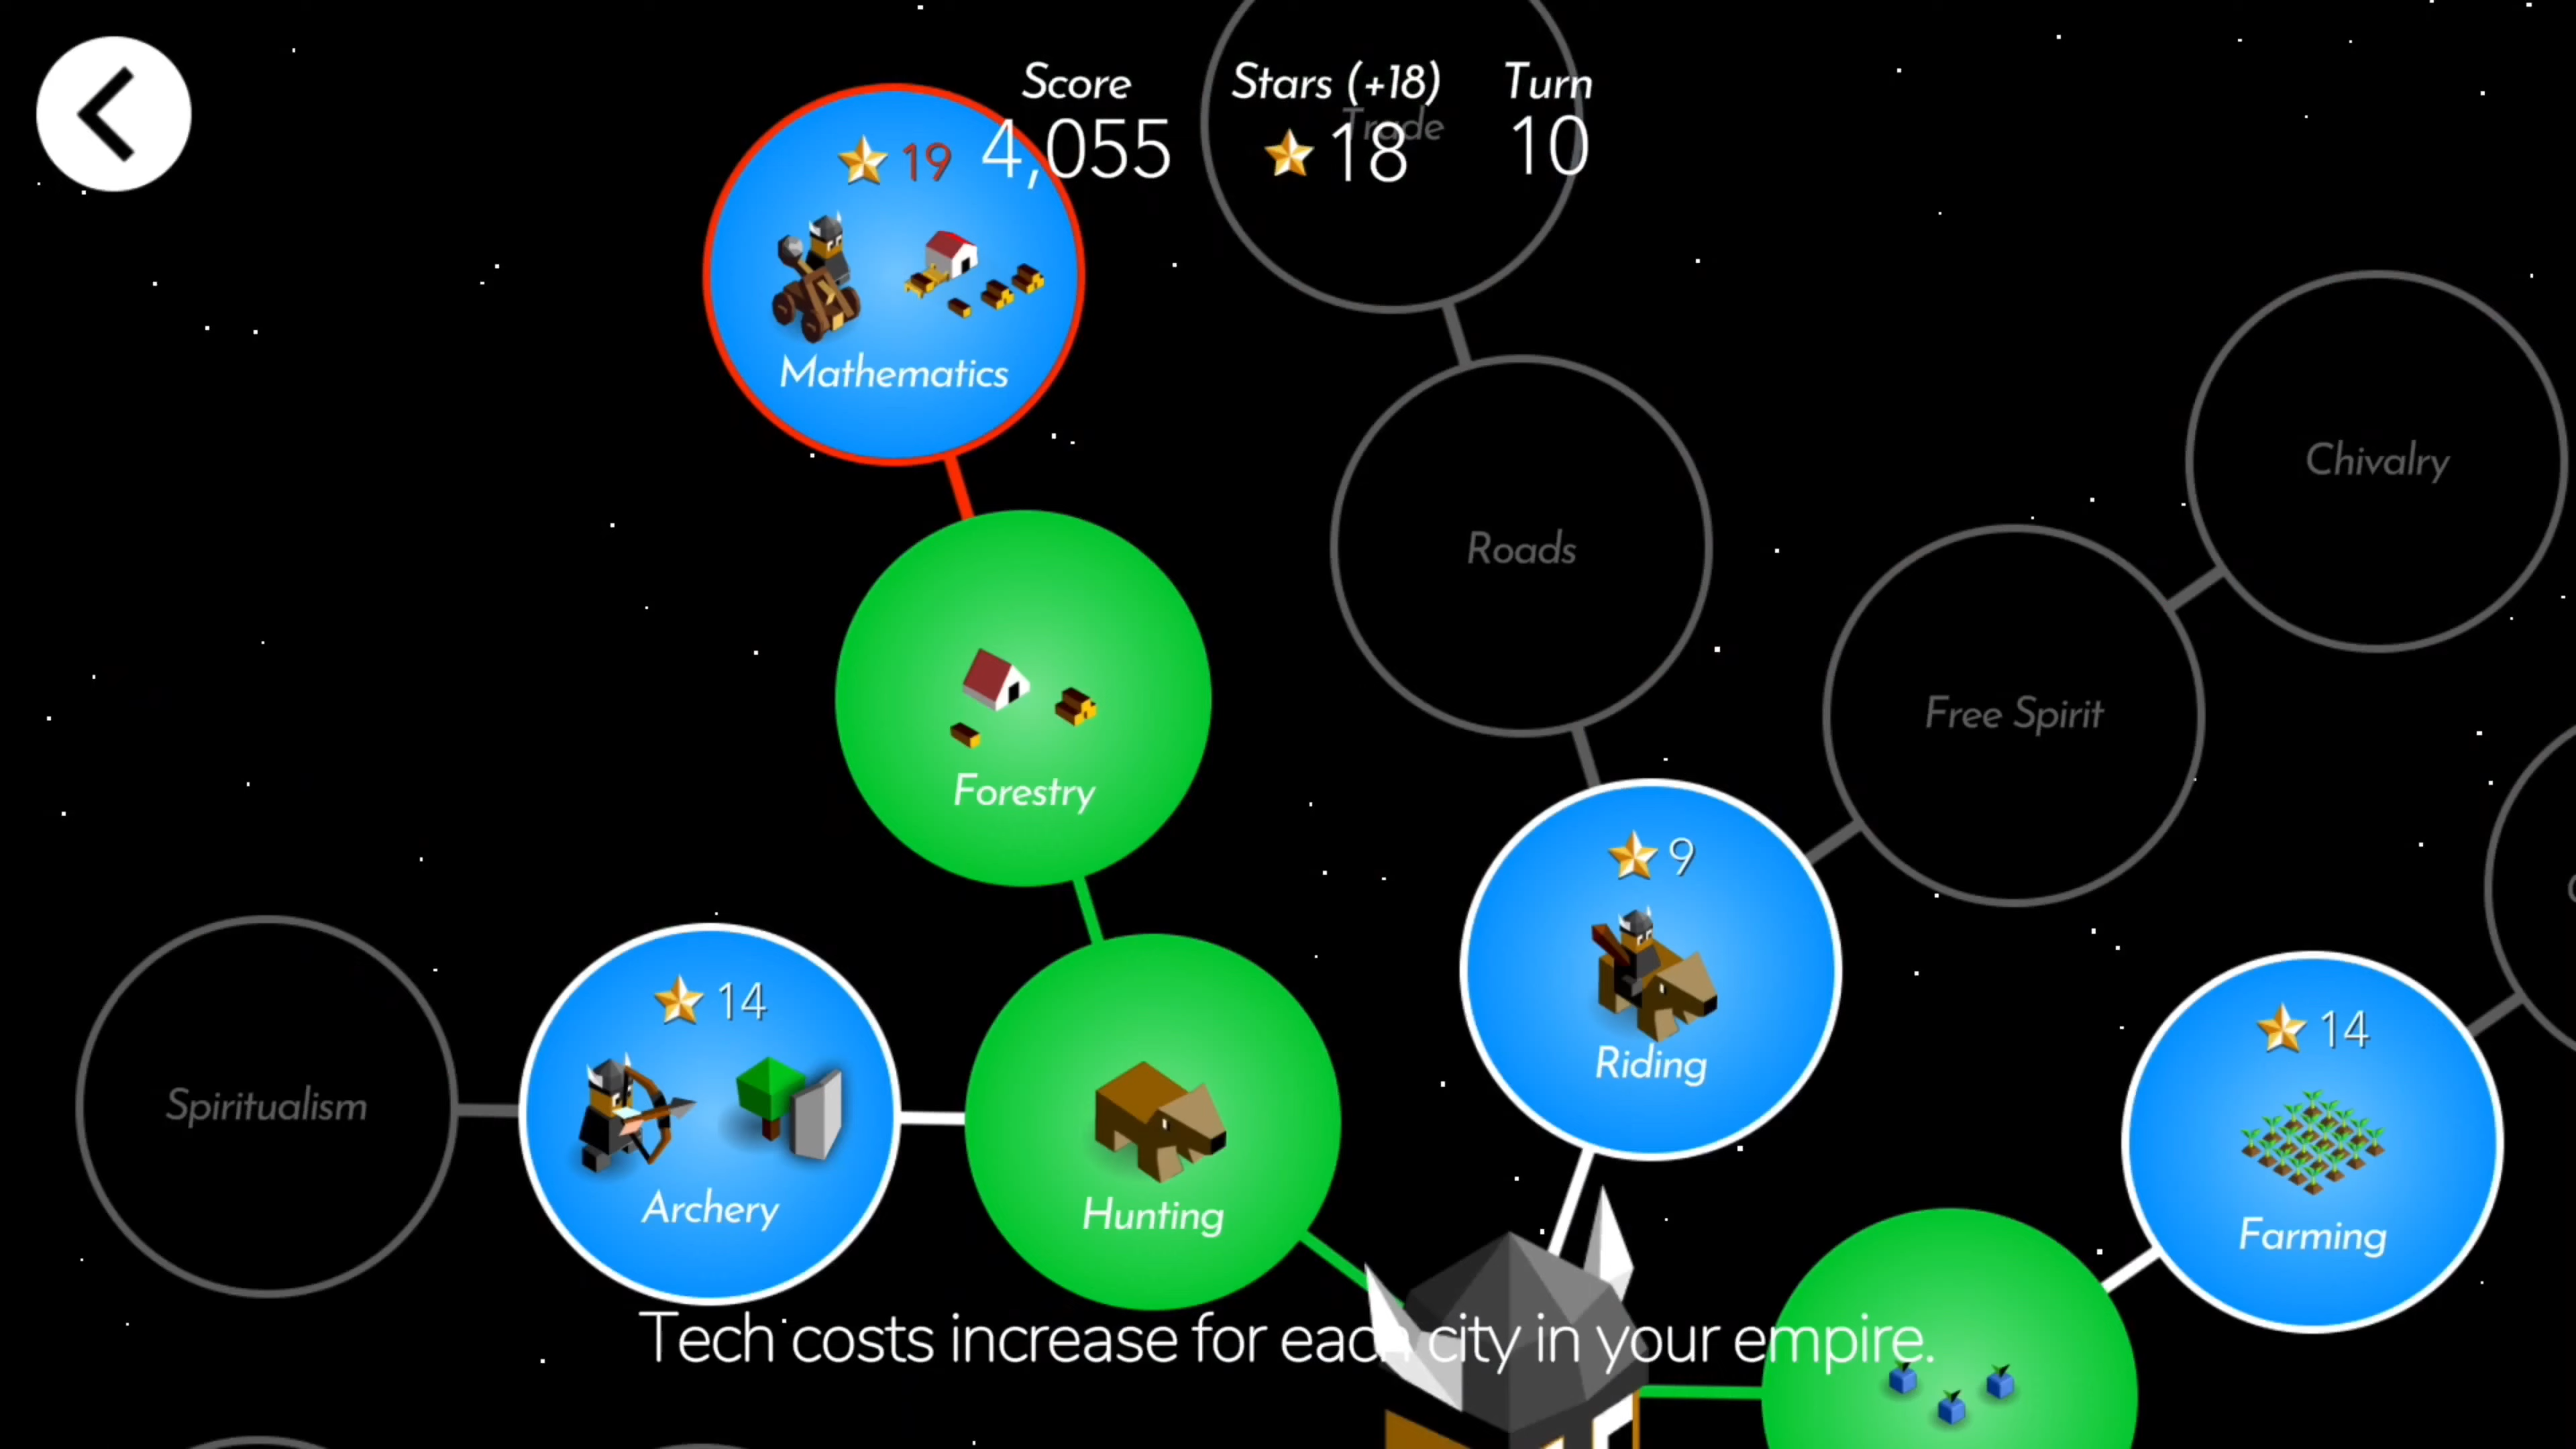 Score
4,055
Stars (+18)
18
Turn
10
Trade
19
Mathematics
Chivalry
Roads
Free Spirit
Forestry
9
Riding
14
Archery
Spiritualism
Hunting
14
Farming
Tech costs increase for each city in your empire.